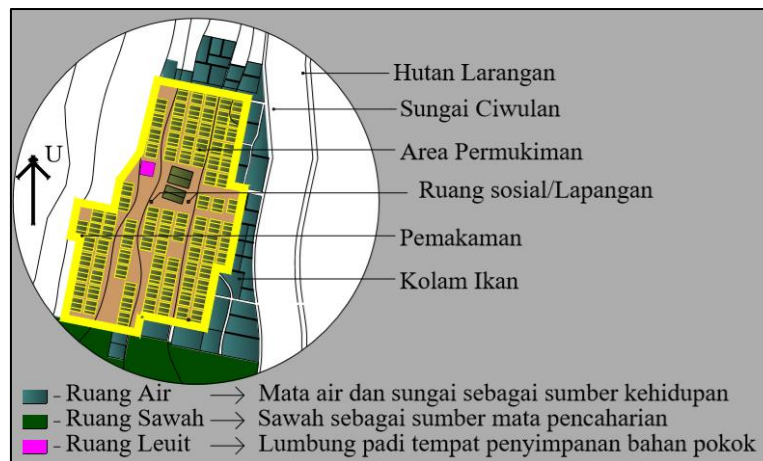 Hutan Larangan
Sungai Ciwulan
U
Area Permukiman
Ruang sosial/Lapangan
Pemakaman
Kolam Ikan
- Ruang Air → Mata air dan sungai sebagai sumber kehidupan
- Ruang Sawah → Sawah sebagai sumber mata pencaharian
- Ruang Leuit → Lumbung padi tempat penyimpanan bahan pokok